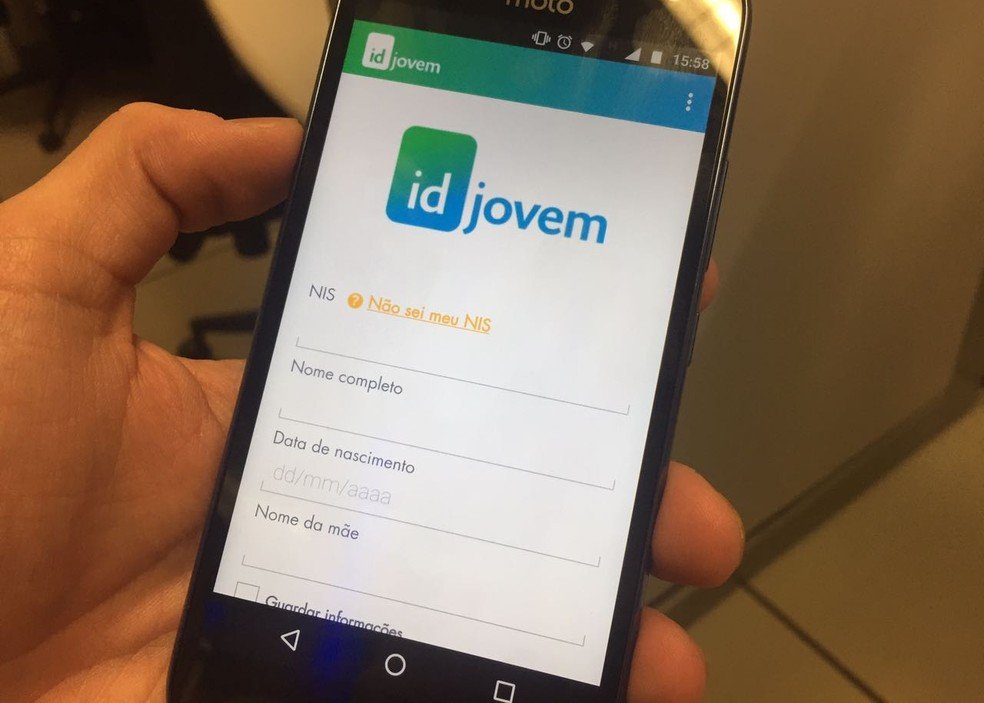 moto
15:58
id jovem
id jovem
NIS ? Não sei meu NIS
Nome completo
Data de nascimento
dd/mm/aaaa
Nome da mãe
Guardar informações